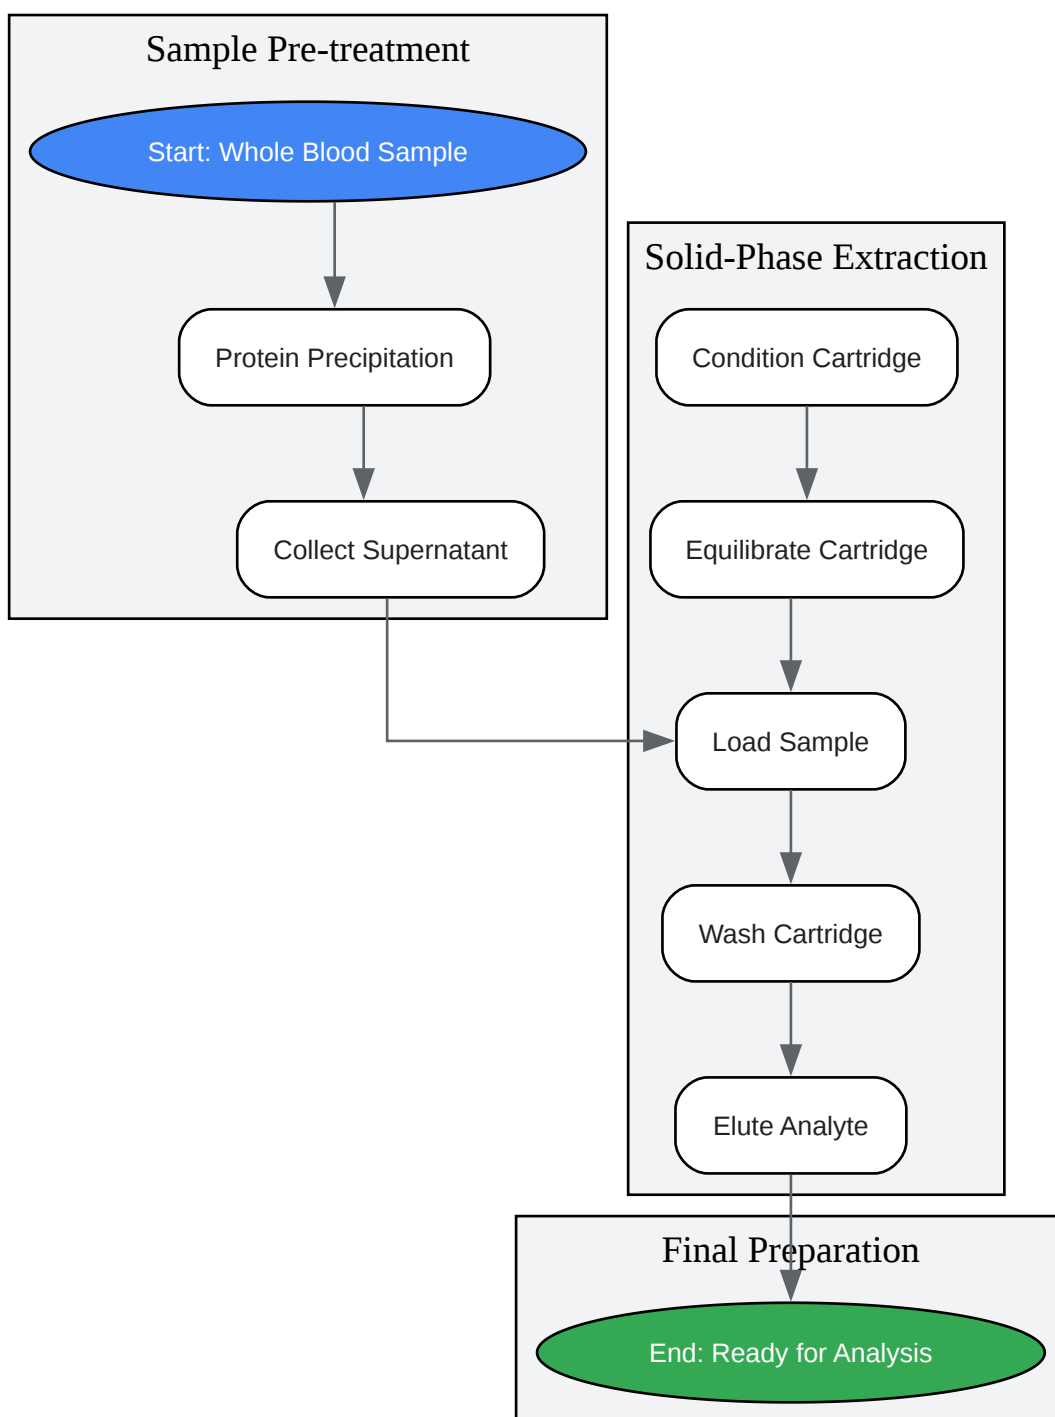 Sample Pre-treatment
Start: Whole Blood Sample
Protein Precipitation
Collect Supernatant
Solid-Phase Extraction
Condition Cartridge
Equilibrate Cartridge
Load Sample
Wash Cartridge
Elute Analyte
Final Preparation
End: Ready for Analysis